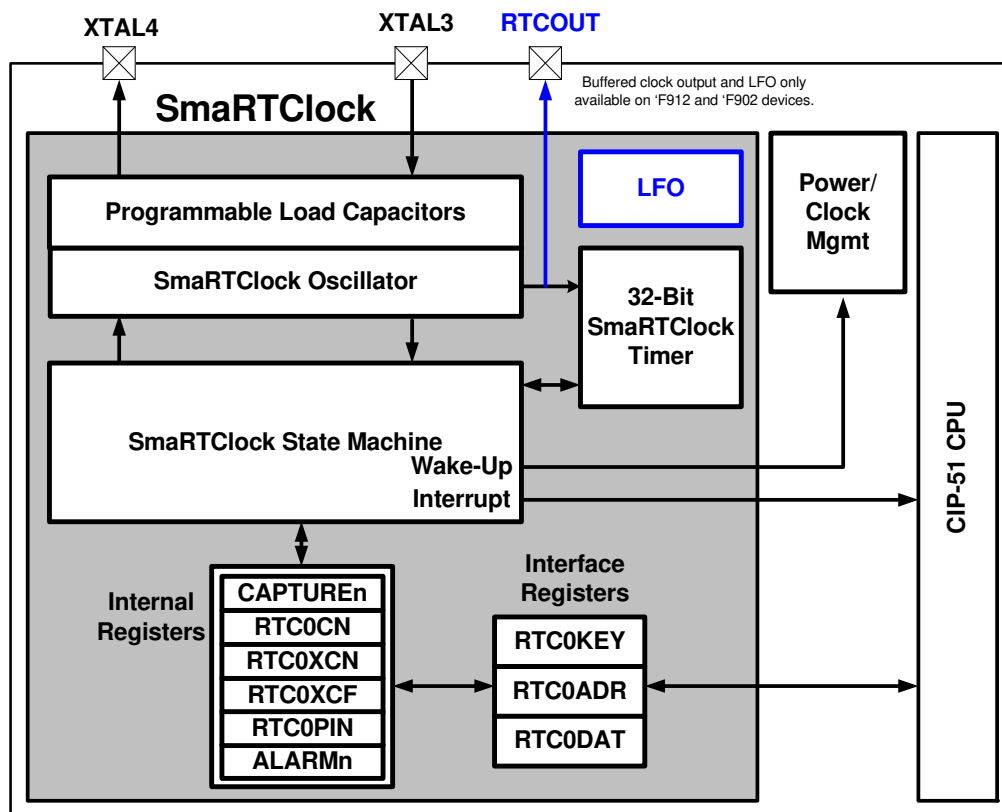 XTAL4
XTAL3
RTCOUT
Buffered clock output and LFO only
available on ‘F912 and ‘F902 devices.
SmaRTClock
Programmable Load Capacitors
LFO
Power/
Clock
Mgmt
SmaRTClock Oscillator
32-Bit
SmaRTClock
Timer
SmaRTClock State Machine
Wake-Up
Interrupt
CIP-51 CPU
Internal
Registers
CAPTUREn
RTC0CN
RTC0XCN
RTC0XCF
RTC0PIN
ALARMn
Interface
Registers
RTC0KEY
RTC0ADR
RTC0DAT